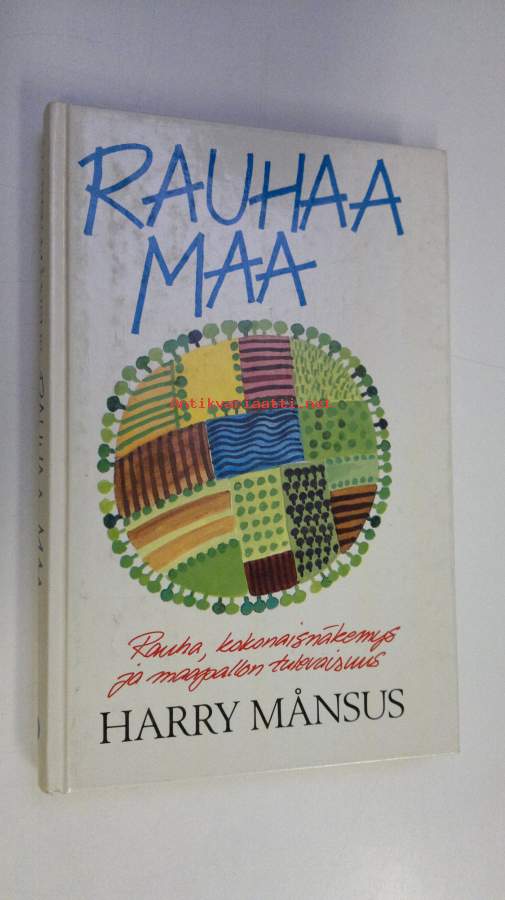 RAUHAA
MAA
Antikvariaatti.net
Rauha, kokonaisnäkemys
ja maapallon tulevaisuus
HARRY MÅNSUS
RAUHAA MAA